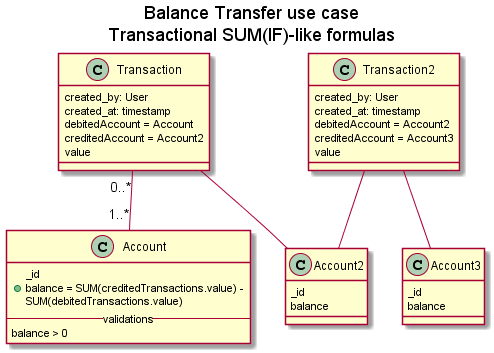 Balance Transfer use case
Transactional SUM(IF)-like formulas
C Transaction
created_by: User
created_at: timestamp
debitedAccount = Account
creditedAccount = Account2
value
C Transaction2
created_by: User
created_at: timestamp
debitedAccount = Account2
creditedAccount = Account3
value
0..*
1..*
C Account
_id
balance = SUM(creditedTransactions.value) -
SUM(debitedTransactions.value)
validations
balance > 0
C Account2
_id
balance
C Account3
_id
balance